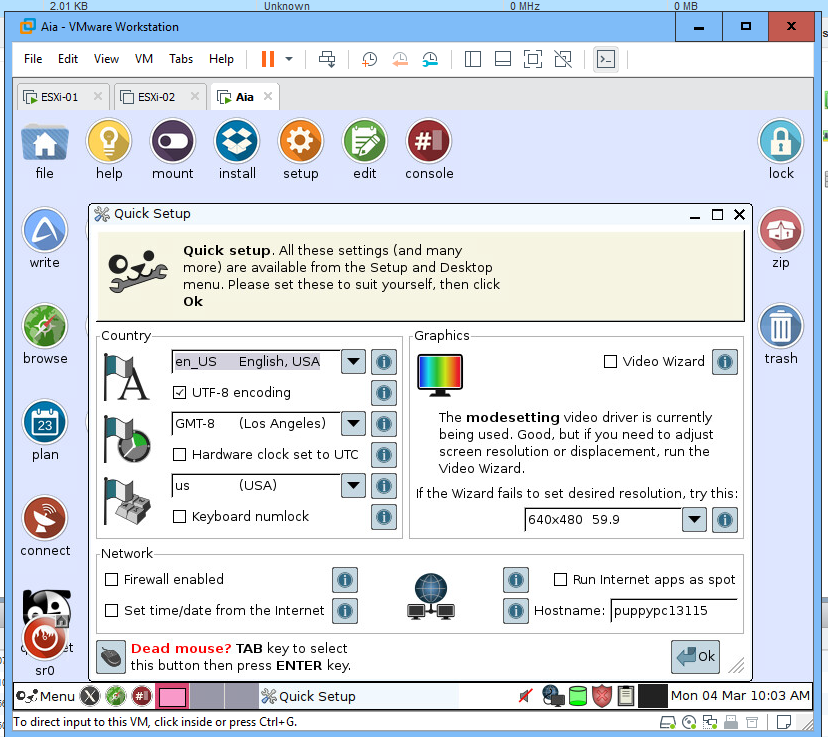 2.01 KB Unknown 0 MHz 0 MB
Aia - VMware Workstation
File Edit View VM Tabs Help
ESXi-01 ESXi-02 Aia
file help mount install setup edit console lock
write
zip
browse
trash
plan
23
connect
sr0
Quick Setup
Quick setup. All these settings (and many
more) are available from the Setup and Desktop
menu. Please set these to suit yourself, then click
Ok
Country
en_US English, USA
UTF-8 encoding
GMT-8 (Los Angeles)
Hardware clock set to UTC
us (USA)
Keyboard numlock
Graphics
Video Wizard
The modesetting video driver is currently
being used. Good, but if you need to adjust
screen resolution or displacement, run the
Video Wizard.
If the Wizard fails to set desired resolution, try this:
640x480 59.9
Network
Firewall enabled
Run Internet apps as spot
Set time/date from the Internet
Hostname: puppypc13115
Dead mouse? TAB key to select
this button then press ENTER key.
Ok
Menu Quick Setup Mon 04 Mar 10:03 AM
To direct input to this VM, click inside or press Ctrl+G.